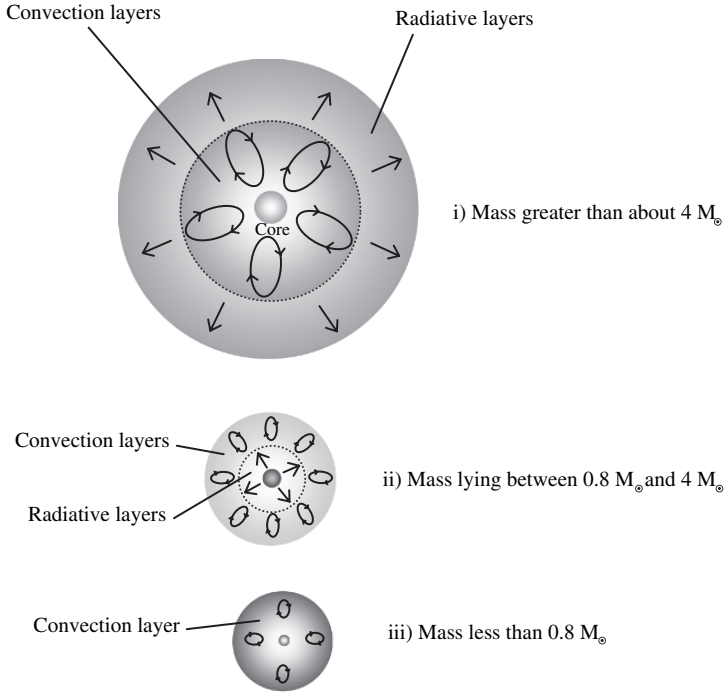 Convection layers
Radiative layers
Core
i) Mass greater than about 4 M☉
Convection layers
ii) Mass lying between 0.8 M☉and 4 M☉
Radiative layers
Convection layer
iii) Mass less than 0.8 M☉